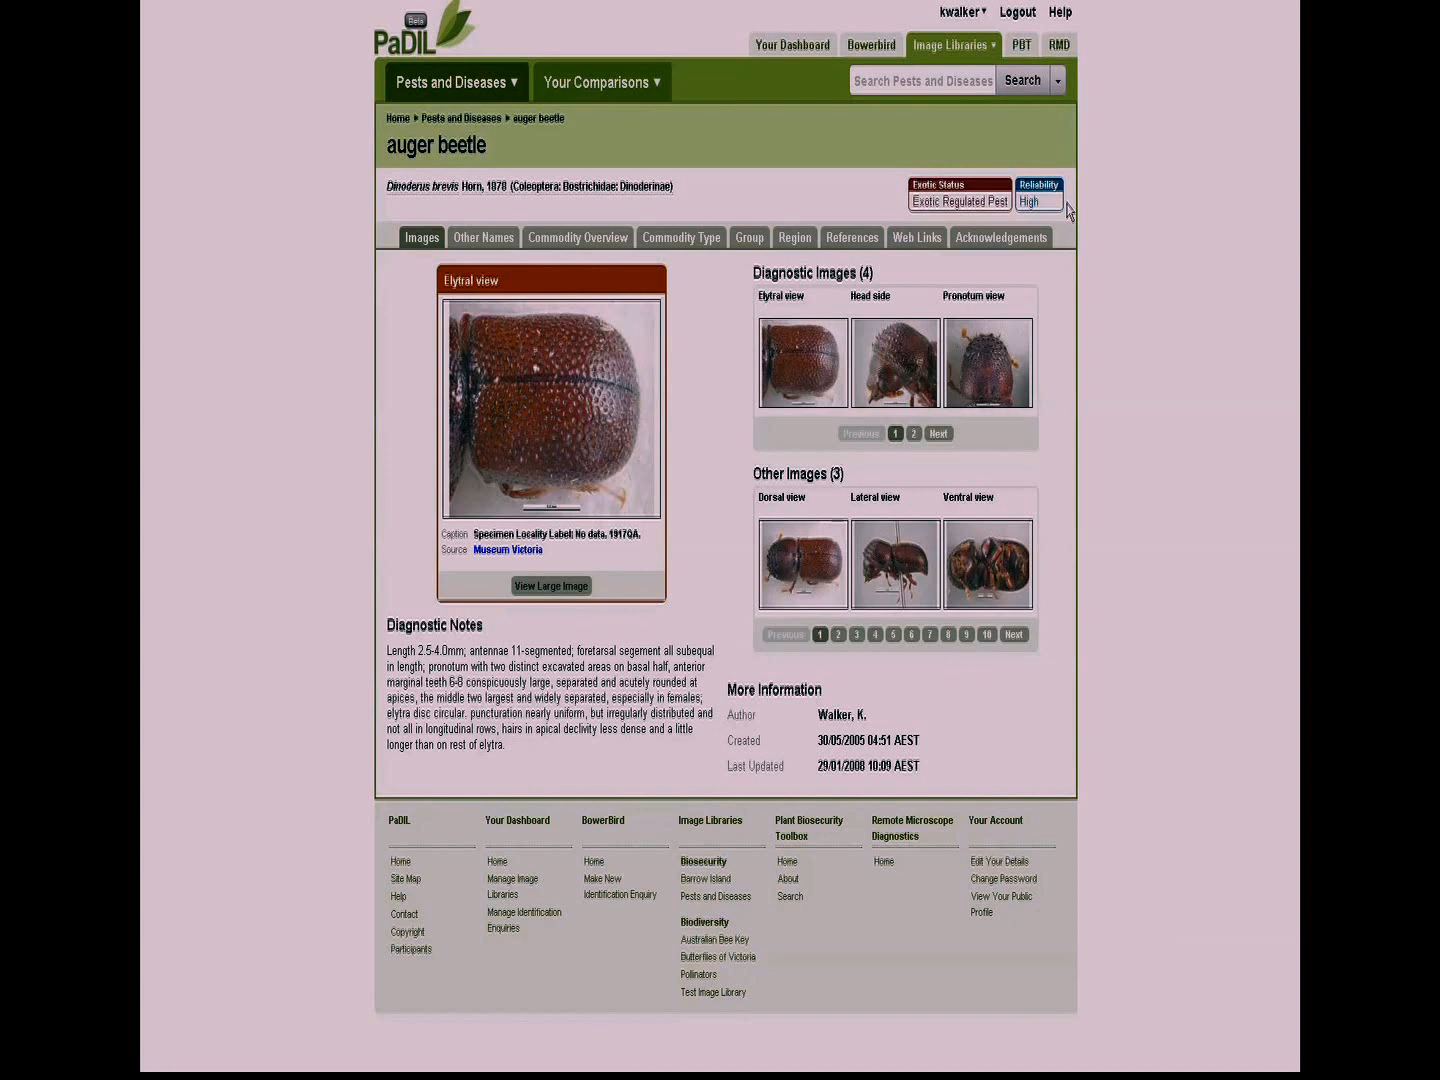 kwalker Logout Help
Beta
PaDIL
Your Dashboard Bowerbird Image Libraries PBT RMD
Pests and Diseases Your Comparisons Search Pests and Diseases Search
Home Pests and Diseases auger beetle
auger beetle
Dinoderus brevis Horn, 1878 (Coleoptera: Bostrichidae: Dinoderinae)
Exotic Status Reliability
Exotic Regulated Pest High
Images Other Names Commodity Overview Commodity Type Group Region References Web Links Acknowledgements
Elytral view
Caption Specimen Locality Label: No data. 1917QA.
Source Museum Victoria
View Large Image
Diagnostic Notes
Length 2.5-4.0mm; antennae 11-segmented; foretarsal segement all subequal
in length; pronotum with two distinct excavated areas on basal half, anterior
marginal teeth 6-8 conspicuously large, separated and acutely rounded at
apices, the middle two largest and widely separated, especially in females;
elytra disc circular. puncturation nearly uniform, but irregularly distributed and
not all in longitudinal rows, hairs in apical declivity less dense and a little
longer than on rest of elytra.
Diagnostic Images (4)
Elytral view Head side Pronotum view
Previous 1 2 Next
Other Images (3)
Dorsal view Lateral view Ventral view
Previous 1 2 3 4 5 6 7 8 9 10 Next
More Information
Author Walker, K.
Created 30/05/2005 04:51 AEST
Last Updated 29/01/2008 10:09 AEST
PaDIL
Home
Site Map
Help
Contact
Copyright
Participants
Your Dashboard
Home
Manage Image
Libraries
Manage Identification
Enquiries
BowerBird
Home
Make New
Identification Enquiry
Image Libraries
Biosecurity
Barrow Island
Pests and Diseases
Biodiversity
Australian Bee Key
Butterflies of Victoria
Pollinators
Test Image Library
Plant Biosecurity
Toolbox
Home
About
Search
Remote Microscope
Diagnostics
Home
Your Account
Edit Your Details
Change Password
View Your Public
Profile